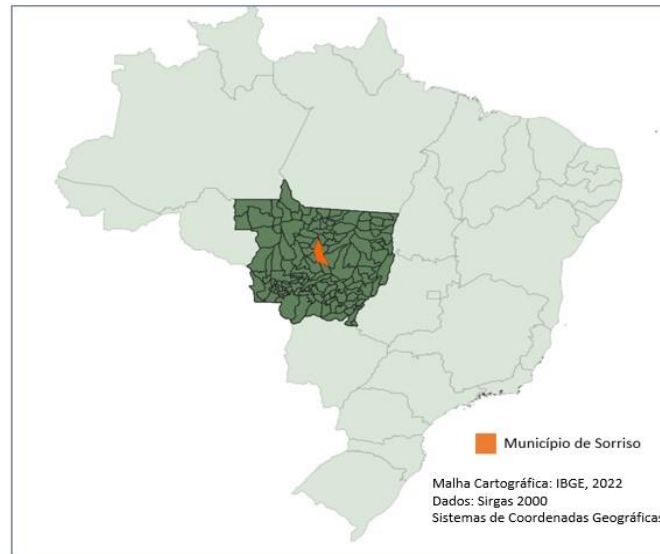 Município de Sorriso
Malha Cartográfica: IBGE, 2022
Dados: Sirgas 2000
Sistemas de Coordenadas Geográficas